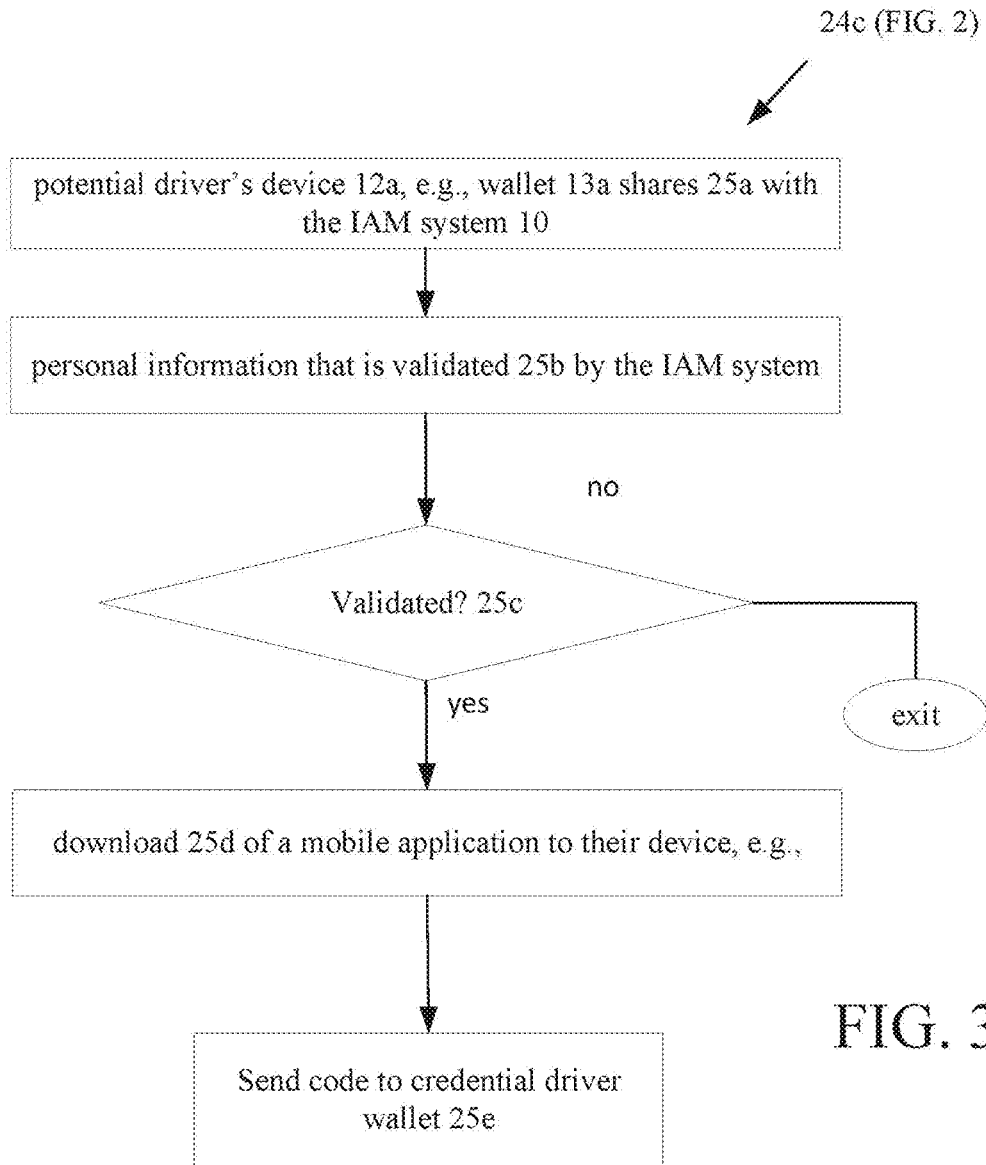 24c (FIG. 2)
potential driver's device 12a, e.g., wallet 13a shares 25a with
the IAM system 10
personal information that is validated 25b by the IAM system
no
Validated? 25c
yes
exit
download 25d of a mobile application to their device, e.g.,
FIG. 3
Send code to credential driver
wallet 25e